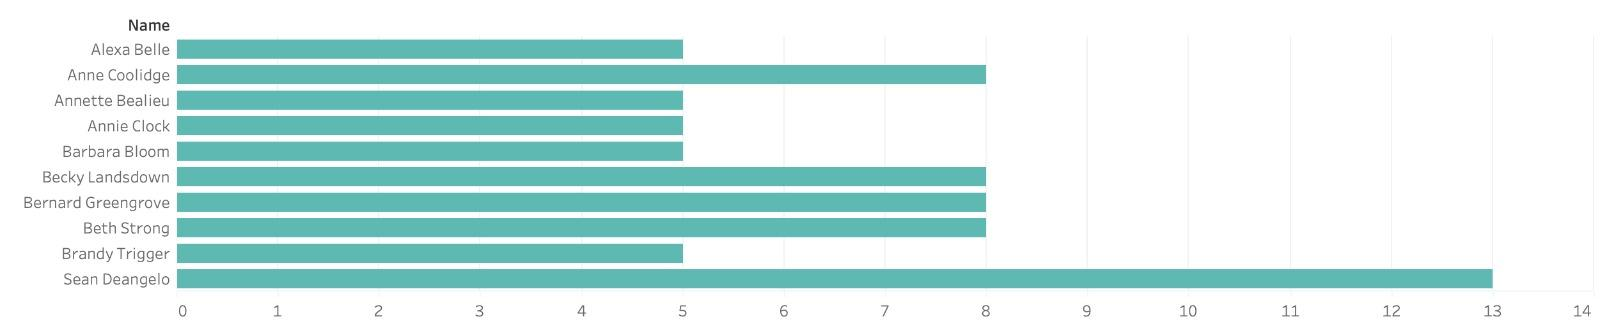 Name
Alexa Belle
Anne Coolidge
Annette Bealieu
Annie Clock
Barbara Bloom
Becky Landsdown
Bernard Greengrove
Beth Strong
Brandy Trigger
Sean Deangelo
0 1 2 3 4 5 6 7 8 9 10 11 12 13 14